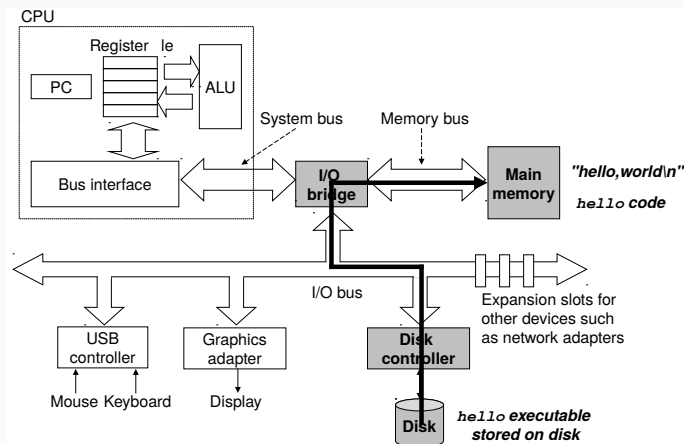 CPU
Register le
PC
ALU
System bus
Memory bus
Bus interface
I/O
bridge
Main
memory
"hello,world\n"
hello code
I/O bus
Expansion slots for
other devices such
as network adapters
USB
controller
Graphics
adapter
Disk
controller
Mouse Keyboard
Display
Disk
hello executable
stored on disk